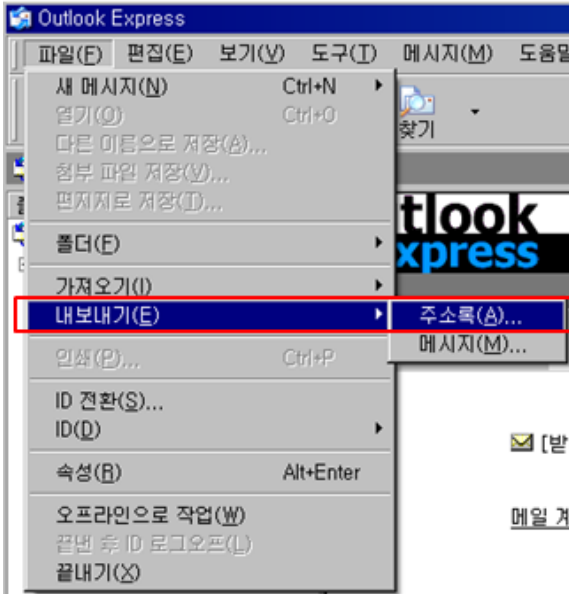 Outlook Express
파일(F) 편집(E) 보기(V) 도구(T) 메시지(M)
새 메시지(N) Ctrl+N
열기(O) Ctrl+O
찾기
다른 이름으로 저장(A)...
첨부 파일 저장(V)...
편지지로 저장(T)...
tlook
폴더(F)
xpress
가져오기(I)
내보내기(E) 주소록(A)...
메시지(M)...
인쇄(P)... Ctrl+P
ID 전환(S)...
ID(D)
[받
속성(R) Alt+Enter
오프라인으로 작업(W)
메일 계
끝낸 후 ID 로그오프(L)
끝내기(X)